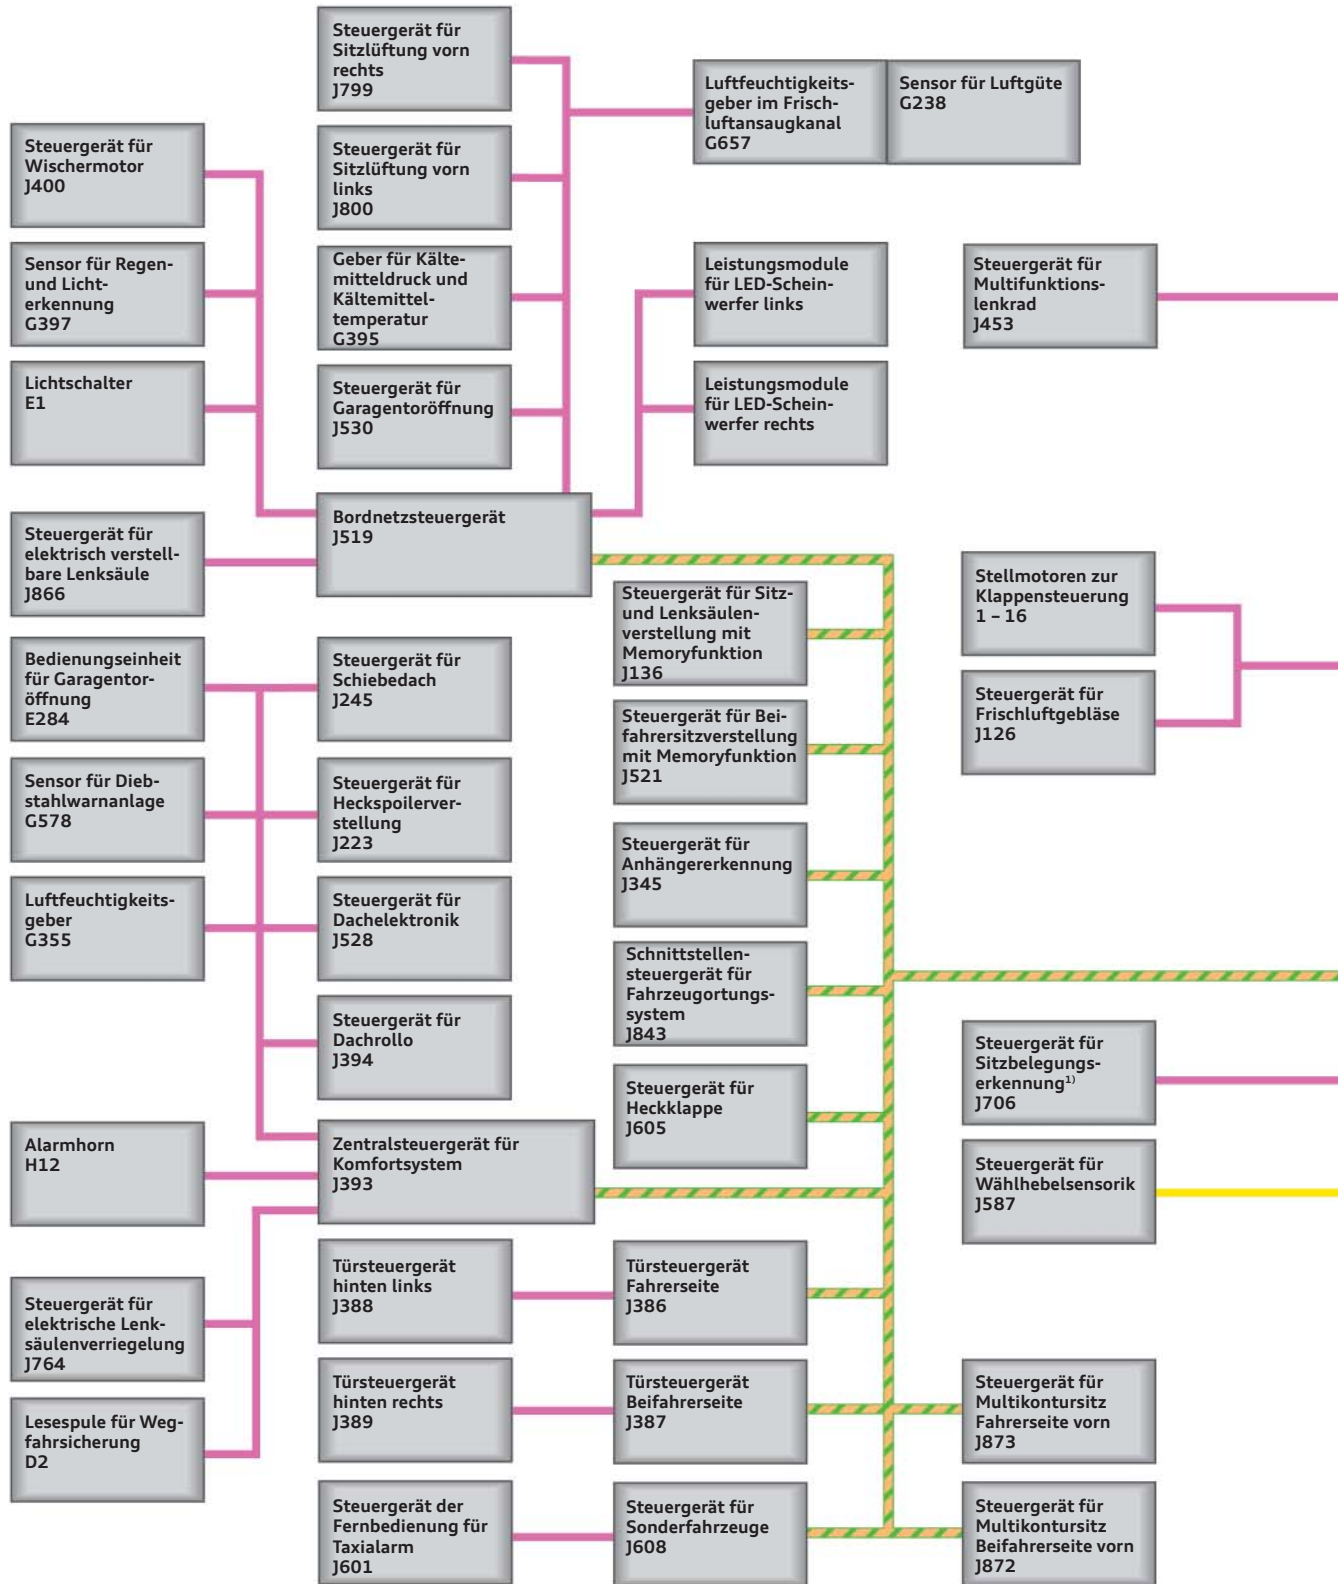 Steuergerät für
Sitzlüftung vorn
rechts
J799
Luftfeuchtigkeits-
geber im Frisch-
luftansaugkanal
G657
Sensor für Luftgüte
G238
Steuergerät für
Wischermotor
J400
Steuergerät für
Sitzlüftung vorn
links
J800
Sensor für Regen-
und Licht-
erkennung
G397
Geber für Kälte-
mitteldruck und
Kältemittel-
temperatur
G395
Leistungsmodule
für LED-Schein-
werfer links
Steuergerät für
Multifunktions-
lenkrad
J453
Lichtschalter
E1
Steuergerät für
Garagentoröffnung
J530
Leistungsmodule
für LED-Schein-
werfer rechts
Steuergerät für
elektrisch verstell-
bare Lenksäule
J866
Bordnetzsteuergerät
J519
Steuergerät für Sitz-
und Lenksäulen-
verstellung mit
Memoryfunktion
J136
Stellmotoren zur
Klappensteuerung
1 – 16
Bedienungseinheit
für Garagentor-
öffnung
E284
Steuergerät für
Schiebedach
J245
Steuergerät für Bei-
fahrersitzverstellung
mit Memoryfunktion
J521
Steuergerät für
Frischluftgebläse
J126
Sensor für Dieb-
stahlwarnanlage
G578
Steuergerät für
Heckspoilerver-
stellung
J223
Steuergerät für
Anhängererkennung
J345
Luftfeuchtigkeits-
geber
G355
Steuergerät für
Dachelektronik
J528
Schnittstellen-
steuergerät für
Fahrzeugortungs-
system
J843
Steuergerät für
Dachrollo
J394
Steuergerät für
Heckklappe
J605
Steuergerät für
Sitzbelegungs-
erkennung¹⁾
J706
Alarmhorn
H12
Zentralsteuergerät für
Komfortsystem
J393
Steuergerät für
Wählhebelsensorik
J587
Steuergerät für
elektrische Lenk-
säulenverriegelung
J764
Türsteuergerät
hinten links
J388
Türsteuergerät
Fahrerseite
J386
Lesespule für Weg-
fahrsicherung
D2
Türsteuergerät
hinten rechts
J389
Türsteuergerät
Beifahrerseite
J387
Steuergerät für
Multikontursitz
Fahrerseite vorn
J873
Steuergerät der
Fernbedienung für
Taxialarm
J601
Steuergerät für
Sonderfahrzeuge
J608
Steuergerät für
Multikontursitz
Beifahrerseite vorn
J872